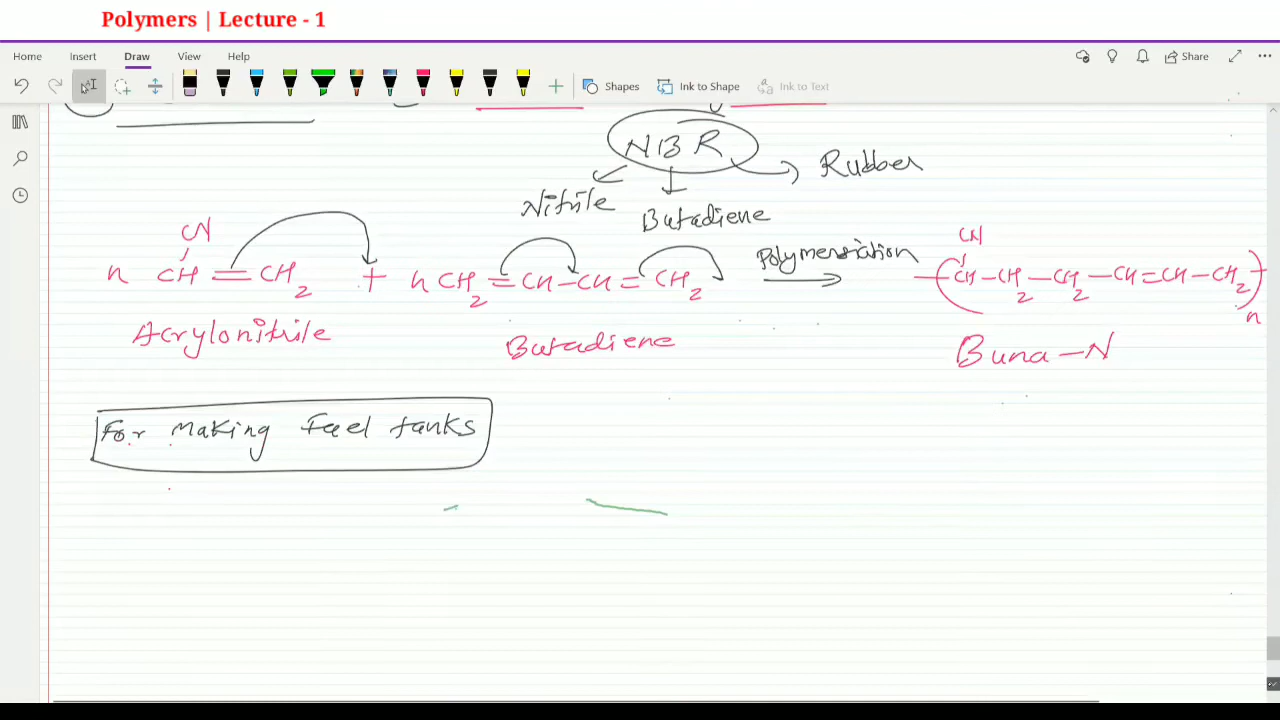 Polymers | Lecture - 1
Home Insert Draw View Help Share
Shapes Ink to Shape Ink to Text
NBR
Nitrile Butadiene Rubber
n CH(CN)=CH2 + n CH2=CH-CH=CH2 Polymerisation -(CH(CN)-CH2-CH2-CH=CH-CH2)-n
Acrylonitrile Butadiene Buna-N
For Making Fuel tanks